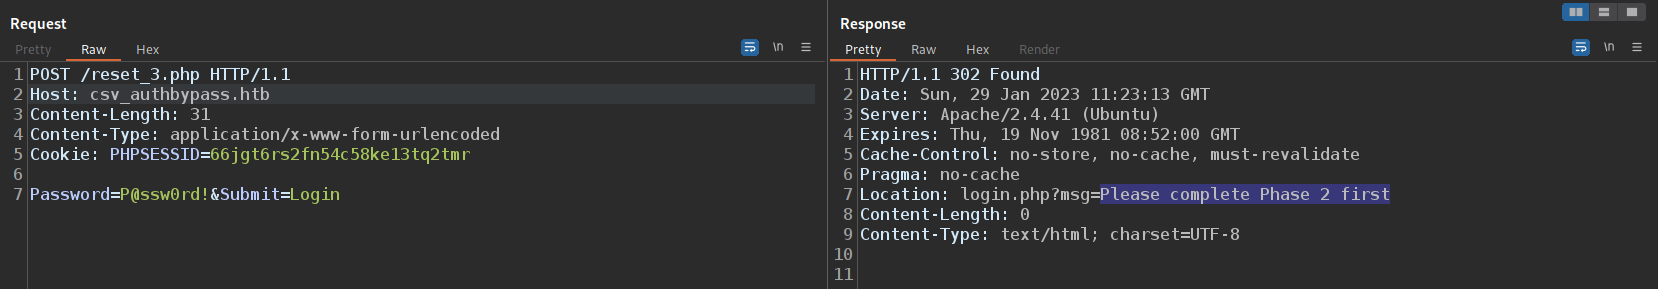 Request
Pretty Raw Hex \n
1 POST /reset_3.php HTTP/1.1
2 Host: csv_authbypass.htb
3 Content-Length: 31
4 Content-Type: application/x-www-form-urlencoded
5 Cookie: PHPSESSID=66jgt6rs2fn54c58ke13tq2tmr
6
7 Password=P@ssw0rd!&Submit=Login
Response
Pretty Raw Hex Render \n
1 HTTP/1.1 302 Found
2 Date: Sun, 29 Jan 2023 11:23:13 GMT
3 Server: Apache/2.4.41 (Ubuntu)
4 Expires: Thu, 19 Nov 1981 08:52:00 GMT
5 Cache-Control: no-store, no-cache, must-revalidate
6 Pragma: no-cache
7 Location: login.php?msg=Please complete Phase 2 first
8 Content-Length: 0
9 Content-Type: text/html; charset=UTF-8
10
11